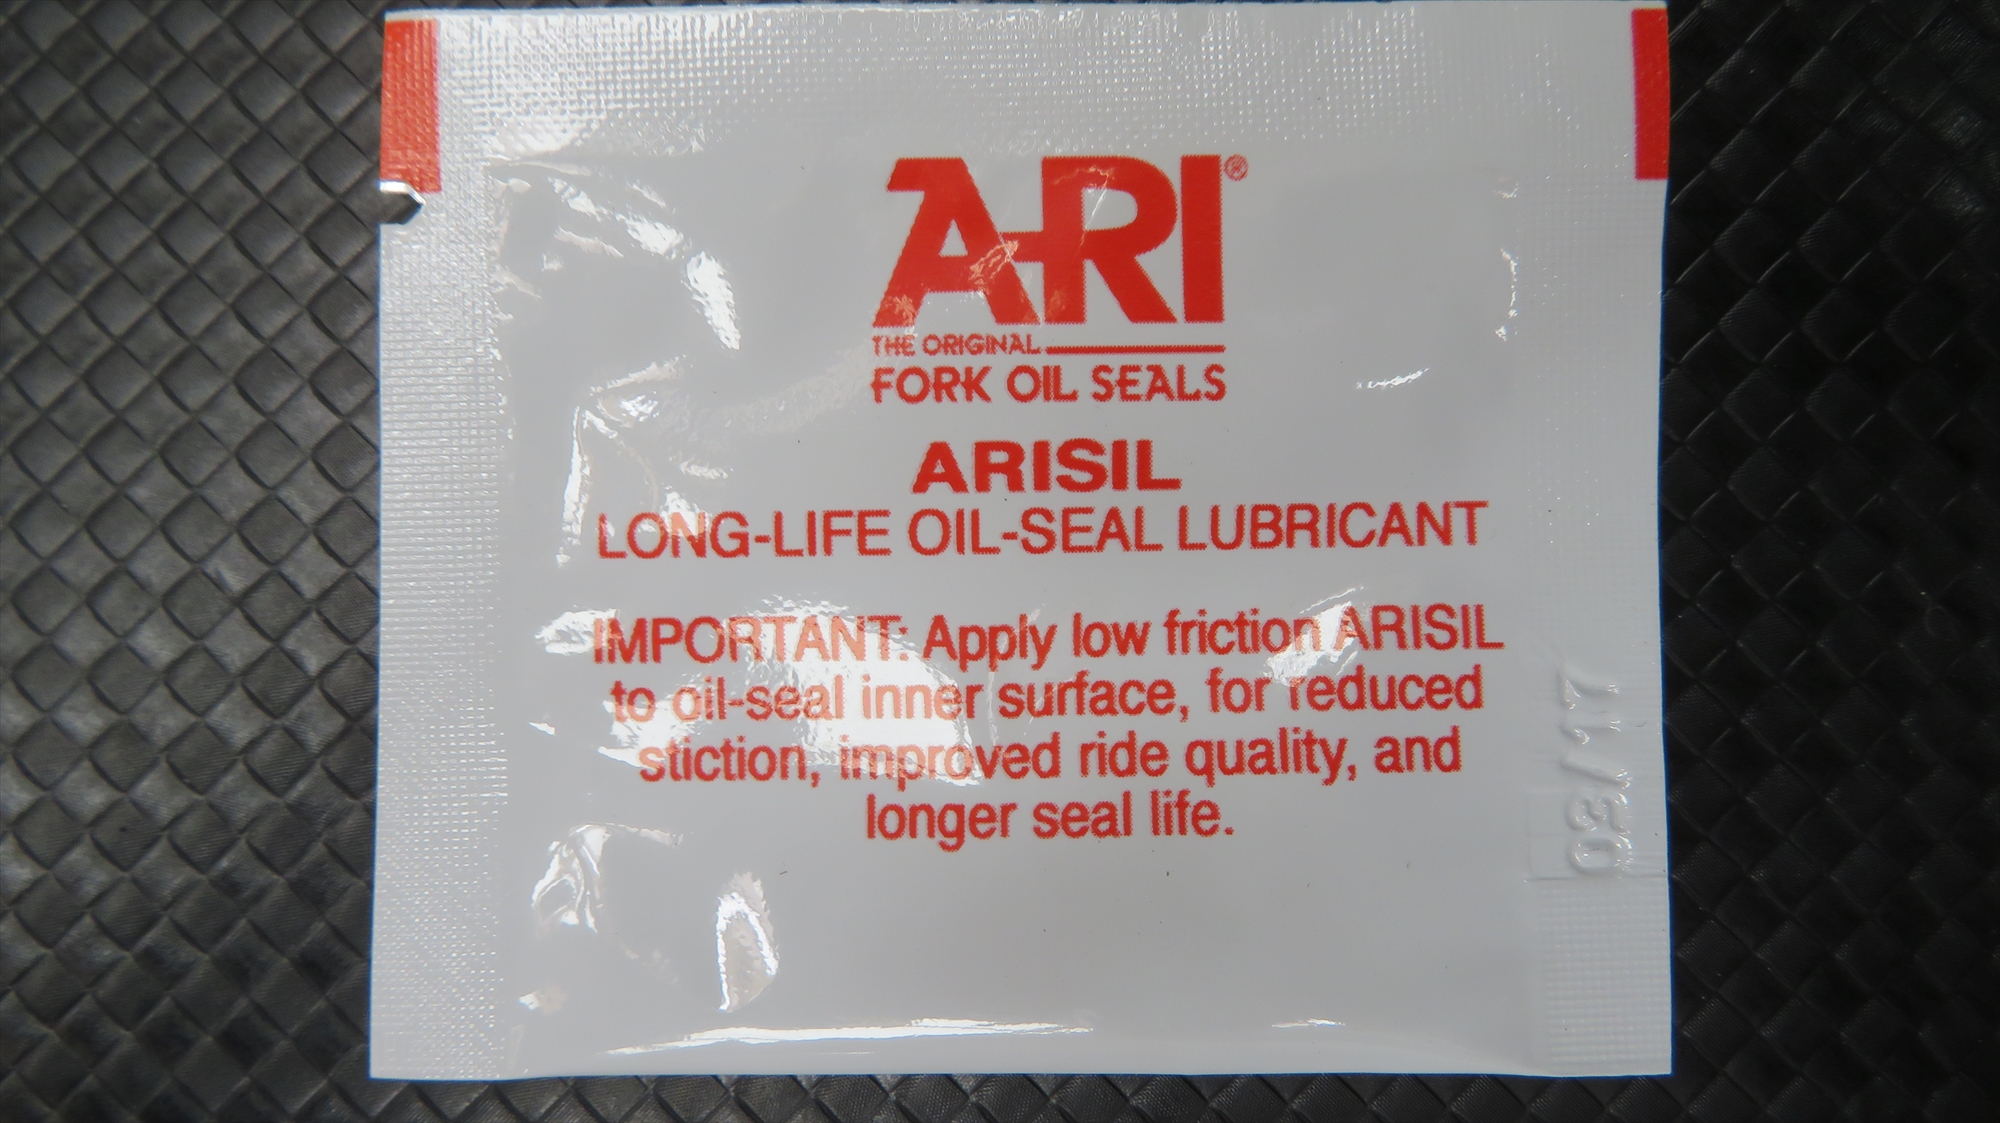 ARI®
THE ORIGINAL
FORK OIL SEALS
ARISIL
LONG-LIFE OIL-SEAL LUBRICANT
IMPORTANT: Apply low friction ARISIL
to oil-seal inner surface, for reduced
stiction, improved ride quality, and
longer seal life.
03/17